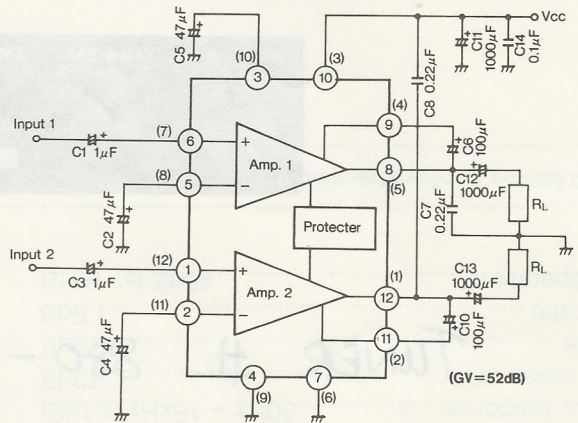 C5 47μF
(10)
3
(3)
10
C8 0.22μF
C11 1000μF
C14 0.1μF
Vcc
(4)
9
Input 1
C1 1μF
(7)
6
+
Amp. 1
8
(5)
C6 100μF
C12 1000μF
(8)
5
−
C2 47μF
C7 0.22μF
RL
Protecter
Input 2
C3 1μF
(12)
1
+
Amp. 2
(1)
12
C13 1000μF
RL
(11)
2
−
C4 47μF
11
(2)
C10 100μF
4
(9)
7
(6)
(GV=52dB)